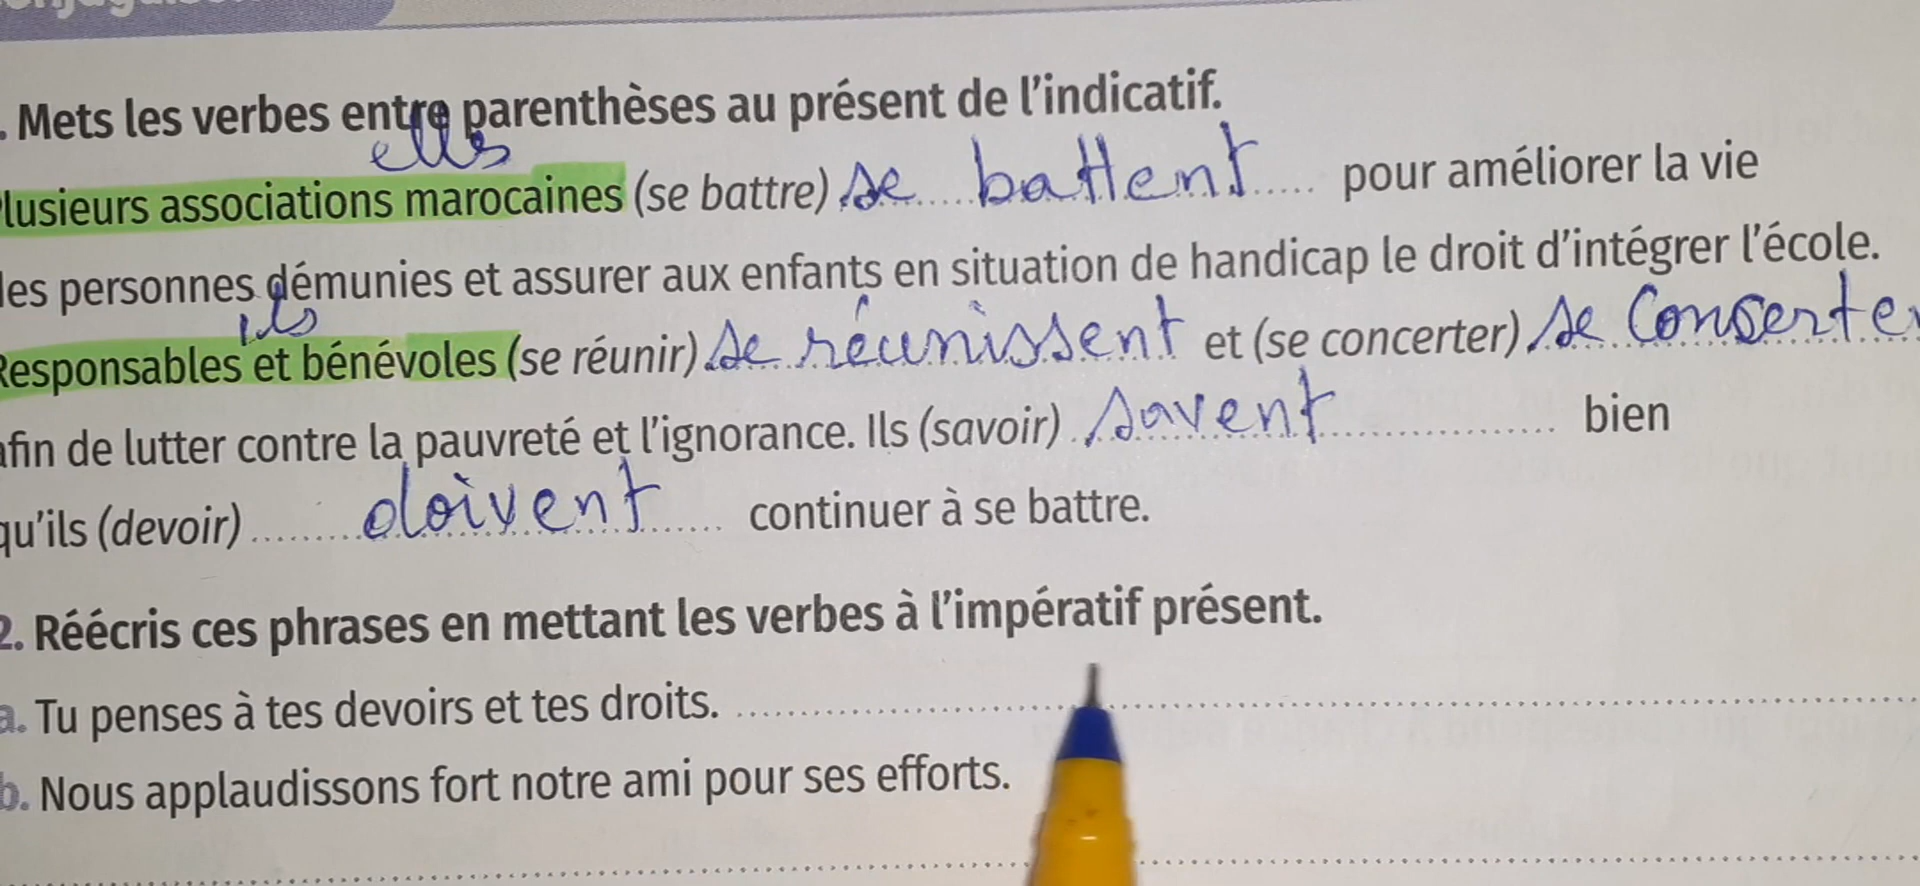 . Mets les verbes entre parenthèses au présent de l'indicatif.
elles
lusieurs associations marocaines (se battre) se battent pour améliorer la vie
des personnes démunies et assurer aux enfants en situation de handicap le droit d'intégrer l'école.
ils
Responsables et bénévoles (se réunir) se réunissent et (se concerter) se Conserte
afin de lutter contre la pauvreté et l'ignorance. Ils (savoir) savent bien
qu'ils (devoir) doivent continuer à se battre.
2. Réécris ces phrases en mettant les verbes à l'impératif présent.
a. Tu penses à tes devoirs et tes droits.
b. Nous applaudissons fort notre ami pour ses efforts.